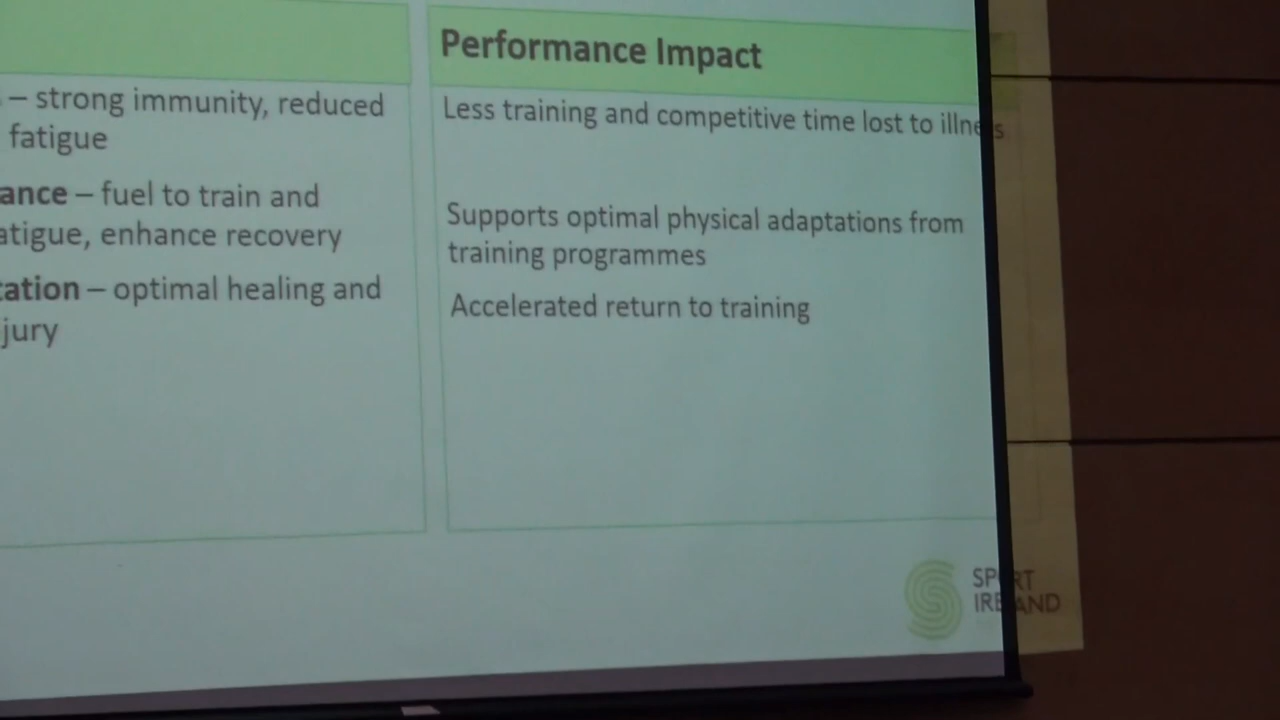 – strong immunity, reduced
fatigue
ance – fuel to train and
atigue, enhance recovery
cation – optimal healing and
jury
Performance Impact
Less training and competitive time lost to illness
Supports optimal physical adaptations from
training programmes
Accelerated return to training
SPORT
IRELAND